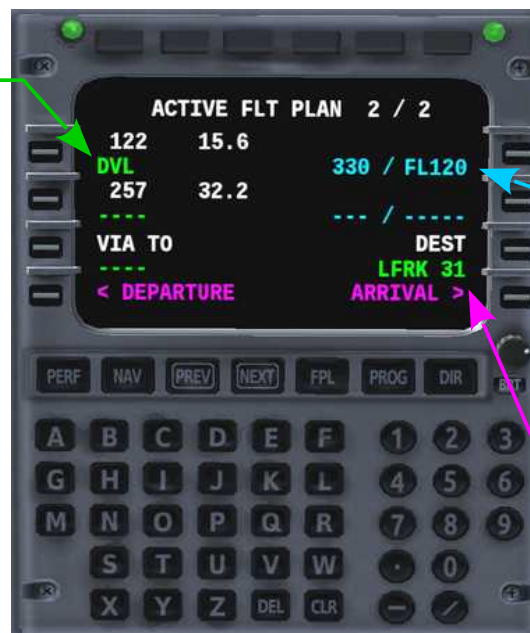 ACTIVE FLT PLAN 2 / 2
122 15.6
DVL 330 / FL120
257 32.2
---- --- / -----
VIA TO DEST
---- LFRK 31
< DEPARTURE ARRIVAL >
PERF NAV PREV NEXT FPL PROG DIR BRT
A B C D E F 1 2 3
G H I J K L 4 5 6
M N O P Q R 7 8 9
S T U V W · 0
X Y Z DEL CLR − /